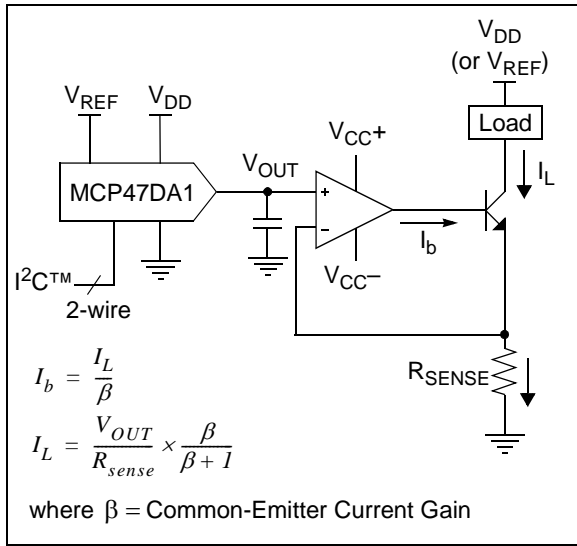 V_DD
(or V_REF)
V_REF
V_DD
Load
V_CC+
V_OUT
I_L
MCP47DA1
+
–
I_b
V_CC–
I²C™
2-wire
R_SENSE
I_b = I_L / β
I_L = V_OUT / R_sense × β / β + 1
where β = Common-Emitter Current Gain